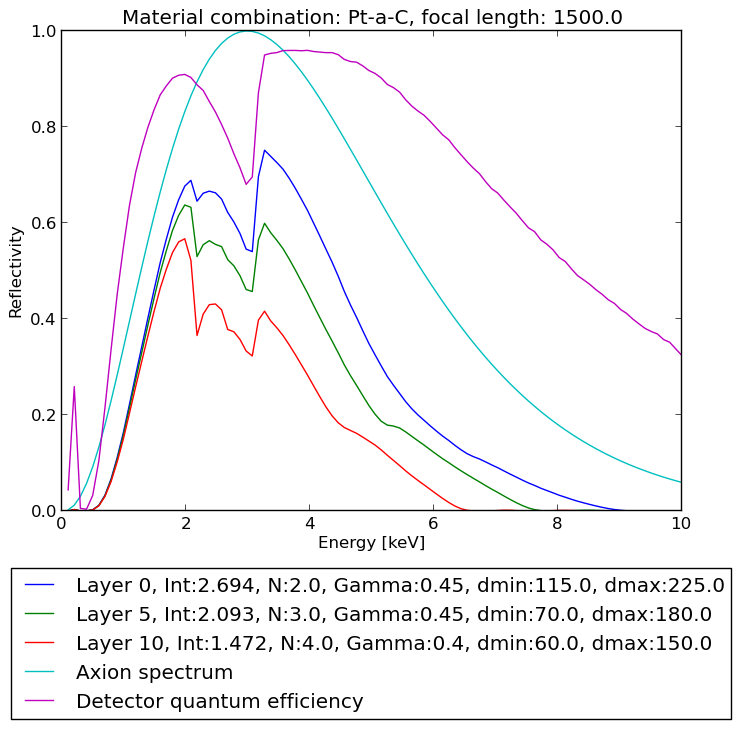 Material combination: Pt-a-C, focal length: 1500.0
1.0
0.8
0.6
0.4
0.2
0.0
Reflectivity
0 2 4 6 8 10
Energy [keV]
Layer 0, Int:2.694, N:2.0, Gamma:0.45, dmin:115.0, dmax:225.0
Layer 5, Int:2.093, N:3.0, Gamma:0.45, dmin:70.0, dmax:180.0
Layer 10, Int:1.472, N:4.0, Gamma:0.4, dmin:60.0, dmax:150.0
Axion spectrum
Detector quantum efficiency